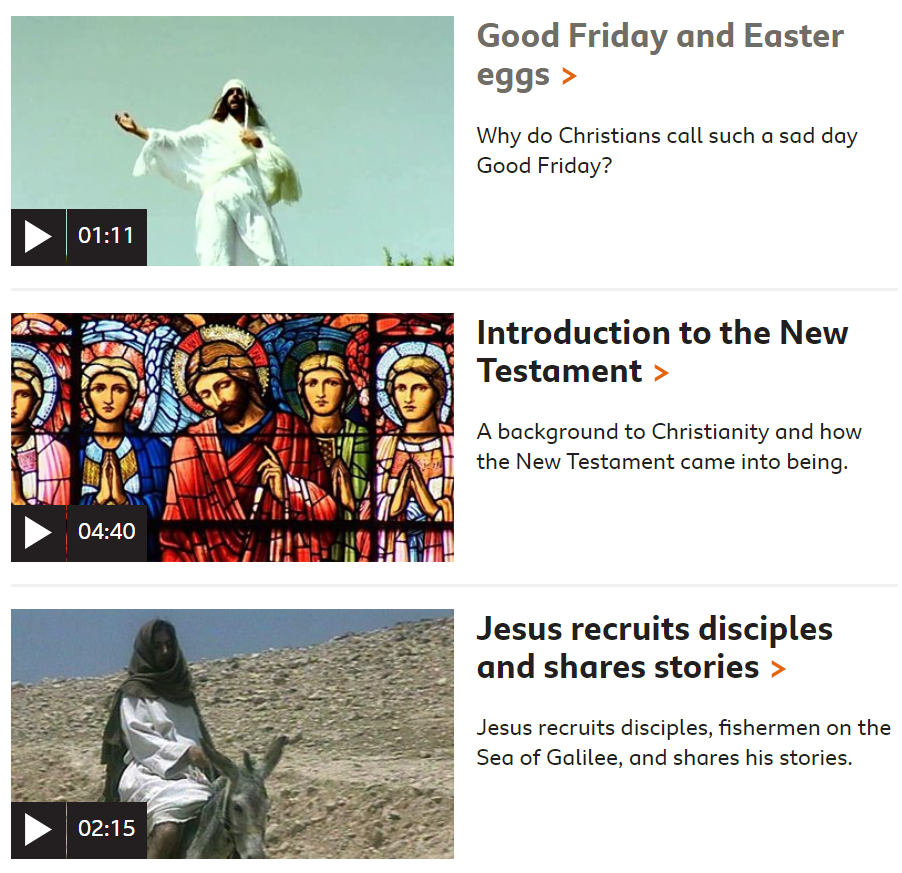 Good Friday and Easter
eggs >
Why do Christians call such a sad day
Good Friday?
01:11
Introduction to the New
Testament >
A background to Christianity and how
the New Testament came into being.
04:40
Jesus recruits disciples
and shares stories >
Jesus recruits disciples, fishermen on the
Sea of Galilee, and shares his stories.
02:15